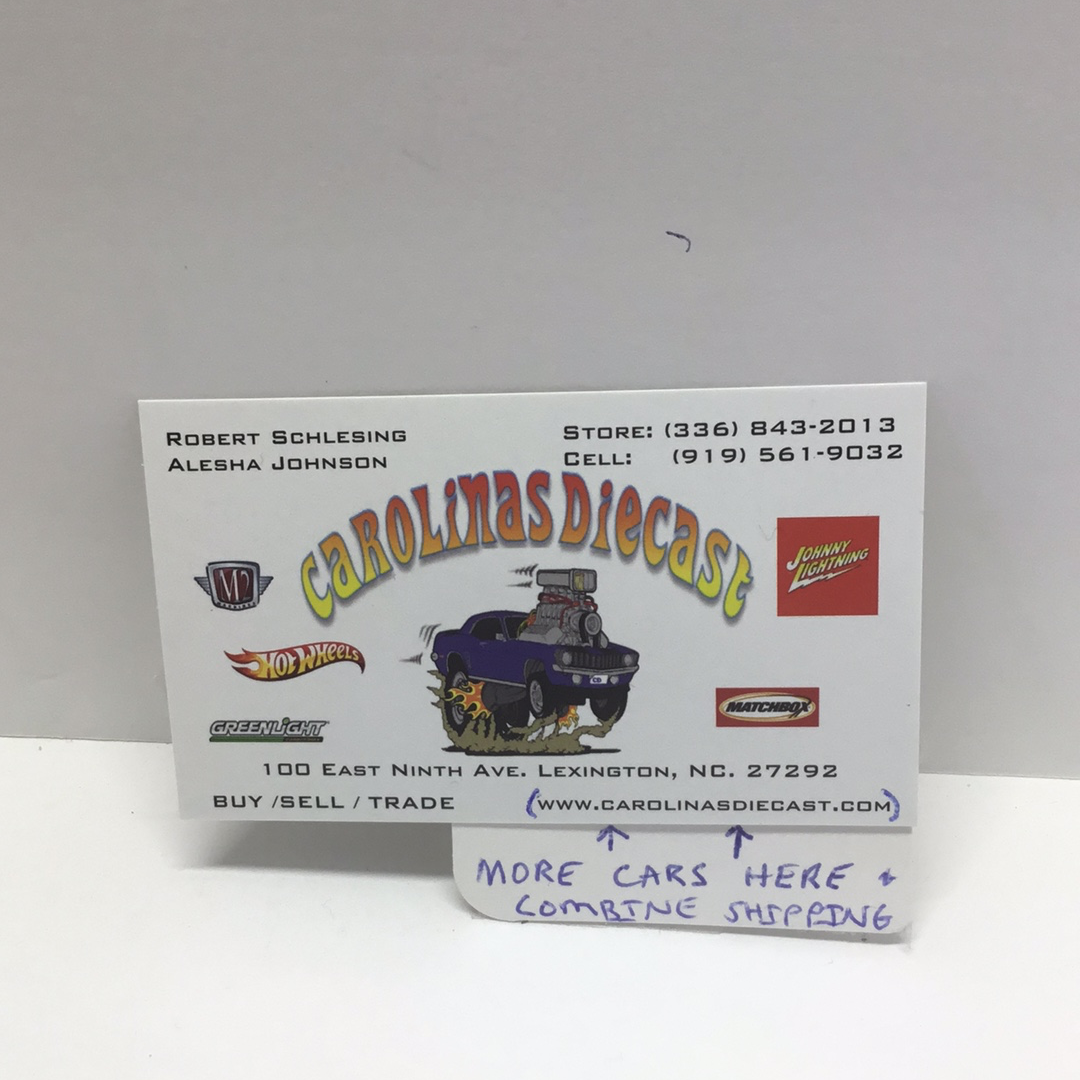 ROBERT SCHLESING
ALESHA JOHNSON
STORE: (336) 843-2013
CELL: (919) 561-9032
CAROLINAS DIECAST
M2
MACHINES
JOHNNY
LIGHTNING
HOT WHEELS
CD
MATCHBOX
GREENLIGHT
100 EAST NINTH AVE. LEXINGTON, NC. 27292
BUY /SELL / TRADE
(WWW.CAROLINASDIECAST.COM)
MORE CARS HERE +
COMBINE SHIPPING